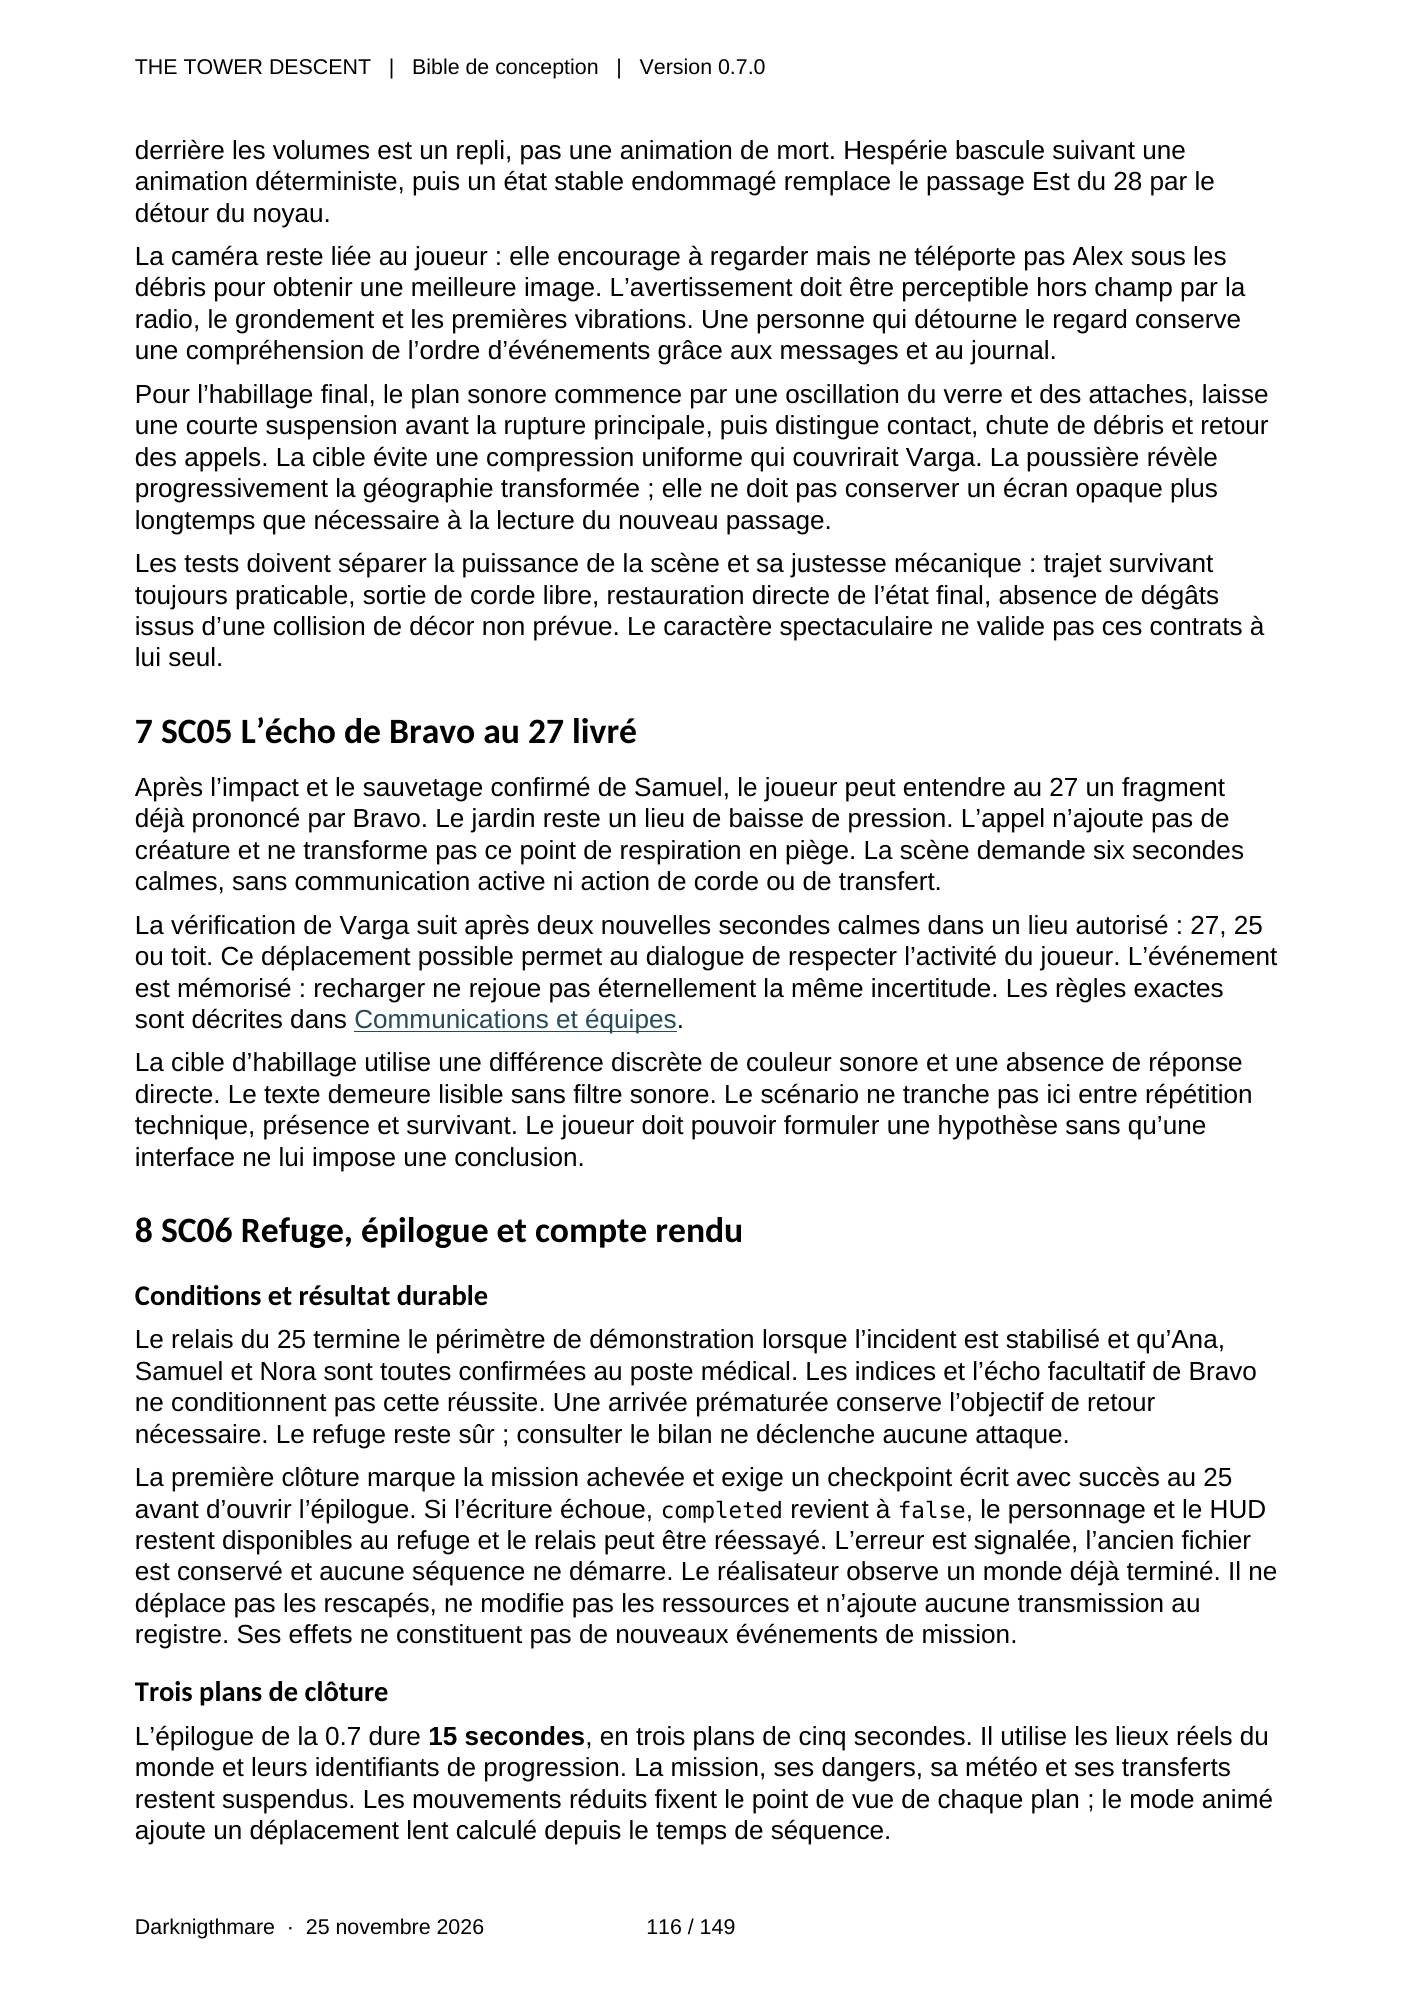 THE TOWER DESCENT | Bible de conception | Version 0.7.0
derrière les volumes est un repli, pas une animation de mort. Hespérie bascule suivant une
animation déterministe, puis un état stable endommagé remplace le passage Est du 28 par le
détour du noyau.
La caméra reste liée au joueur : elle encourage à regarder mais ne téléporte pas Alex sous les
débris pour obtenir une meilleure image. L’avertissement doit être perceptible hors champ par la
radio, le grondement et les premières vibrations. Une personne qui détourne le regard conserve
une compréhension de l’ordre d’événements grâce aux messages et au journal.
Pour l’habillage final, le plan sonore commence par une oscillation du verre et des attaches, laisse
une courte suspension avant la rupture principale, puis distingue contact, chute de débris et retour
des appels. La cible évite une compression uniforme qui couvrirait Varga. La poussière révèle
progressivement la géographie transformée ; elle ne doit pas conserver un écran opaque plus
longtemps que nécessaire à la lecture du nouveau passage.
Les tests doivent séparer la puissance de la scène et sa justesse mécanique : trajet survivant
toujours praticable, sortie de corde libre, restauration directe de l’état final, absence de dégâts
issus d’une collision de décor non prévue. Le caractère spectaculaire ne valide pas ces contrats à
lui seul.
7 SC05 L’écho de Bravo au 27 livré
Après l’impact et le sauvetage confirmé de Samuel, le joueur peut entendre au 27 un fragment
déjà prononcé par Bravo. Le jardin reste un lieu de baisse de pression. L’appel n’ajoute pas de
créature et ne transforme pas ce point de respiration en piège. La scène demande six secondes
calmes, sans communication active ni action de corde ou de transfert.
La vérification de Varga suit après deux nouvelles secondes calmes dans un lieu autorisé : 27, 25
ou toit. Ce déplacement possible permet au dialogue de respecter l’activité du joueur. L’événement
est mémorisé : recharger ne rejoue pas éternellement la même incertitude. Les règles exactes
sont décrites dans Communications et équipes.
La cible d’habillage utilise une différence discrète de couleur sonore et une absence de réponse
directe. Le texte demeure lisible sans filtre sonore. Le scénario ne tranche pas ici entre répétition
technique, présence et survivant. Le joueur doit pouvoir formuler une hypothèse sans qu’une
interface ne lui impose une conclusion.
8 SC06 Refuge, épilogue et compte rendu
Conditions et résultat durable
Le relais du 25 termine le périmètre de démonstration lorsque l’incident est stabilisé et qu’Ana,
Samuel et Nora sont toutes confirmées au poste médical. Les indices et l’écho facultatif de Bravo
ne conditionnent pas cette réussite. Une arrivée prématurée conserve l’objectif de retour
nécessaire. Le refuge reste sûr ; consulter le bilan ne déclenche aucune attaque.
La première clôture marque la mission achevée et exige un checkpoint écrit avec succès au 25
avant d’ouvrir l’épilogue. Si l’écriture échoue, completed revient à false, le personnage et le HUD
restent disponibles au refuge et le relais peut être réessayé. L’erreur est signalée, l’ancien fichier
est conservé et aucune séquence ne démarre. Le réalisateur observe un monde déjà terminé. Il ne
déplace pas les rescapés, ne modifie pas les ressources et n’ajoute aucune transmission au
registre. Ses effets ne constituent pas de nouveaux événements de mission.
Trois plans de clôture
L’épilogue de la 0.7 dure 15 secondes, en trois plans de cinq secondes. Il utilise les lieux réels du
monde et leurs identifiants de progression. La mission, ses dangers, sa météo et ses transferts
restent suspendus. Les mouvements réduits fixent le point de vue de chaque plan ; le mode animé
ajoute un déplacement lent calculé depuis le temps de séquence.
Darknigthmare · 25 novembre 2026 116 / 149